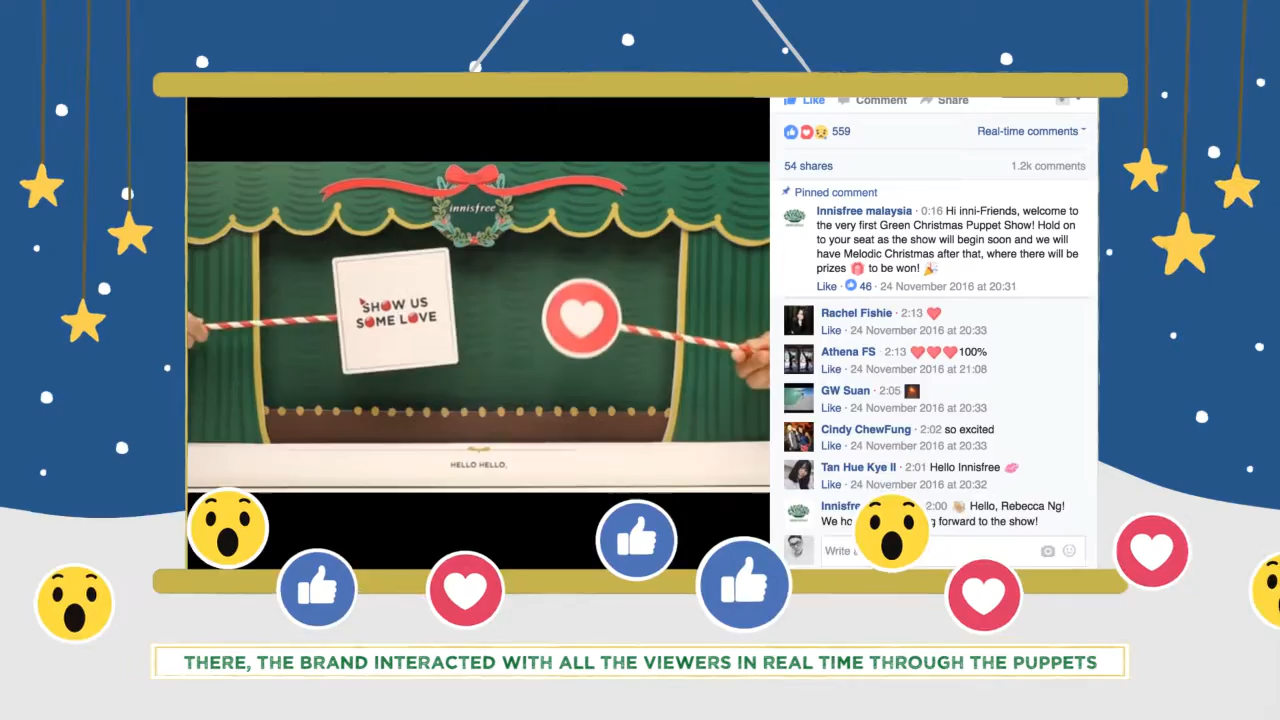 innisfree
SHOW US
SOME LOVE
HELLO HELLO,
Like Comment Share
559 Real-time comments
54 shares 1.2k comments
Pinned comment
Innisfree malaysia · 0:16 Hi inni-Friends, welcome to
the very first Green Christmas Puppet Show! Hold on
to your seat as the show will begin soon and we will
have Melodic Christmas after that, where there will be
prizes to be won!
Like · 46 · 24 November 2016 at 20:31
Rachel Fishie · 2:13
Like · 24 November 2016 at 20:33
Athena FS · 2:13 100%
Like · 24 November 2016 at 21:08
GW Suan · 2:05
Like · 24 November 2016 at 20:33
Cindy ChewFung · 2:02 so excited
Like · 24 November 2016 at 20:33
Tan Hue Kye II · 2:01 Hello Innisfree
Like · 24 November 2016 at 20:32
2:00 Hello, Rebecca Ng!
We forward to the show!
Write
THERE, THE BRAND INTERACTED WITH ALL THE VIEWERS IN REAL TIME THROUGH THE PUPPETS